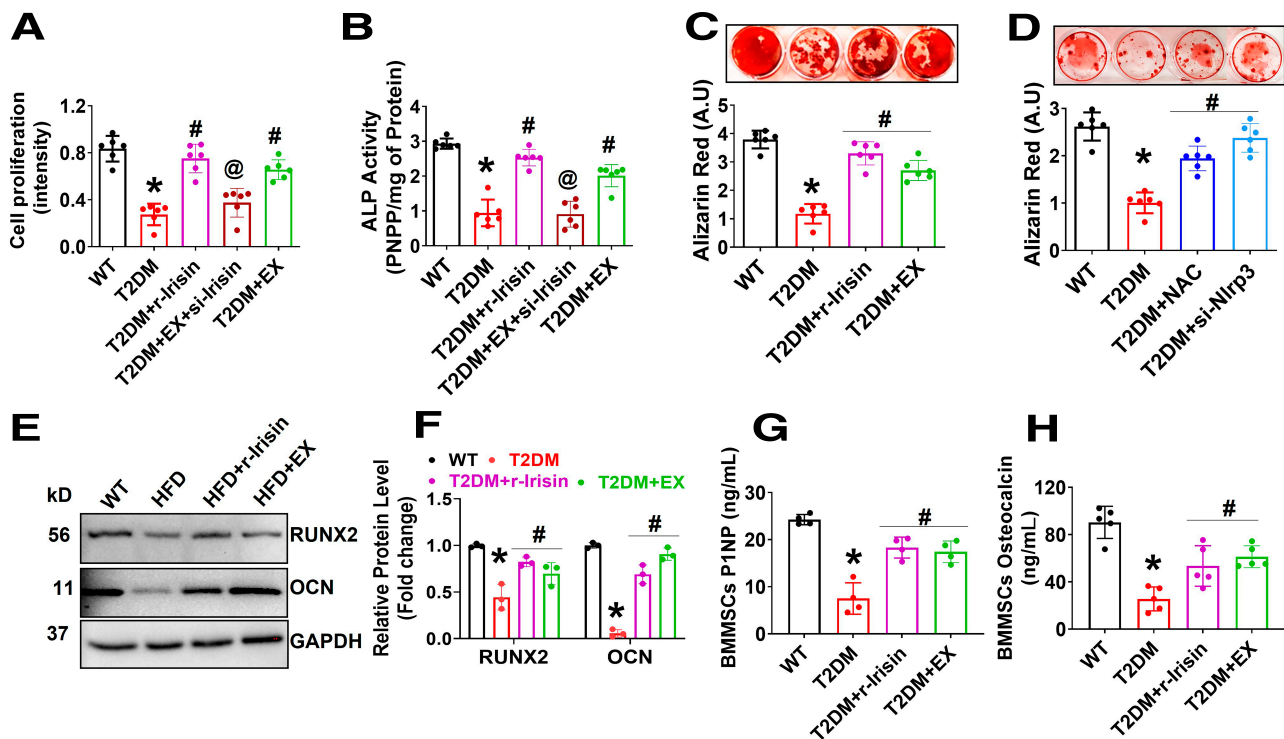 A
Cell proliferation
(intensity)
1.2
0.8
0.4
0.0
*
#
@
#
WT
T2DM
T2DM+r-Irisin
T2DM+EX+si-Irisin
T2DM+EX
B
ALP Activity
(PNPP/mg of Protein)
4
3
2
1
0
*
#
@
#
WT
T2DM
T2DM+r-Irisin
T2DM+EX+si-Irisin
T2DM+EX
C
Alizarin Red (A.U)
5
4
3
2
1
0
*
#
WT
T2DM
T2DM+r-Irisin
T2DM+EX
D
Alizarin Red (A.U)
3
2
1
0
*
#
WT
T2DM
T2DM+NAC
T2DM+si-Nlrp3
E
kD
WT
HFD
HFD+r-Irisin
HFD+EX
56
RUNX2
11
OCN
37
GAPDH
F
WT
T2DM
T2DM+r-Irisin
T2DM+EX
Relative Protein Level
(Fold change)
1.5
1.0
0.5
0.0
*
#
*
#
RUNX2
OCN
G
BMMSCs P1NP (ng/mL)
30
20
10
0
*
#
WT
T2DM
T2DM+r-Irisin
T2DM+EX
H
BMMSCs Osteocalcin
(ng/mL)
120
80
40
0
*
#
WT
T2DM
T2DM+r-Irisin
T2DM+EX